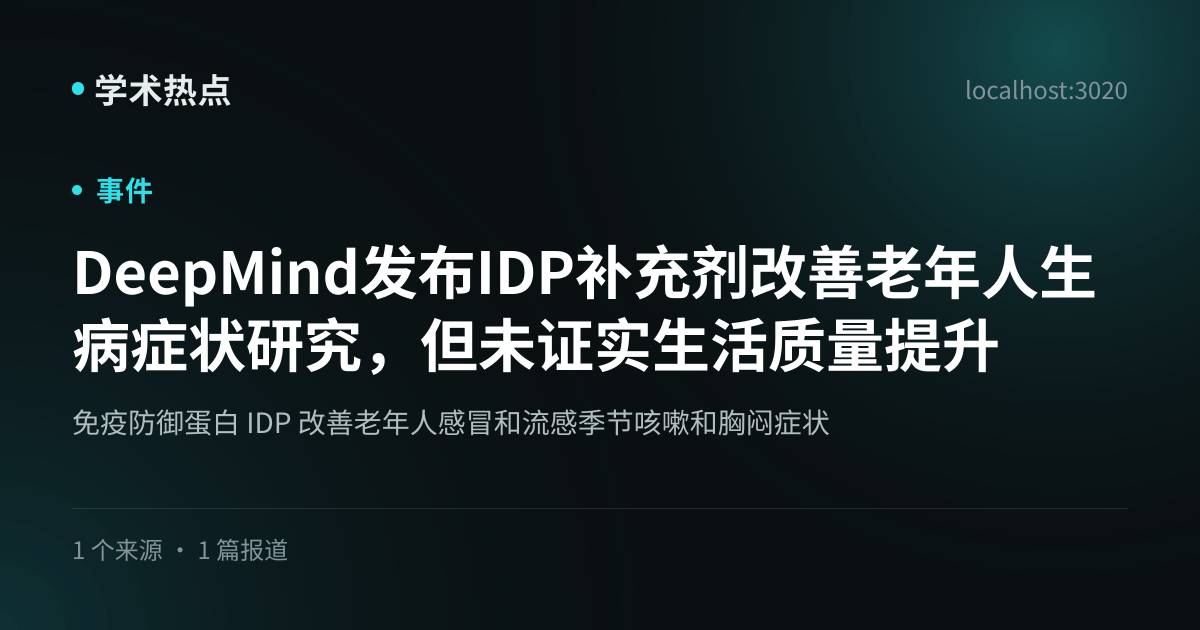 学术热点
localhost:3020
事件
DeepMind发布IDP补充剂改善老年人生
病症状研究，但未证实生活质量提升
免疫防御蛋白 IDP 改善老年人感冒和流感季节咳嗽和胸闷症状
1 个来源 · 1 篇报道